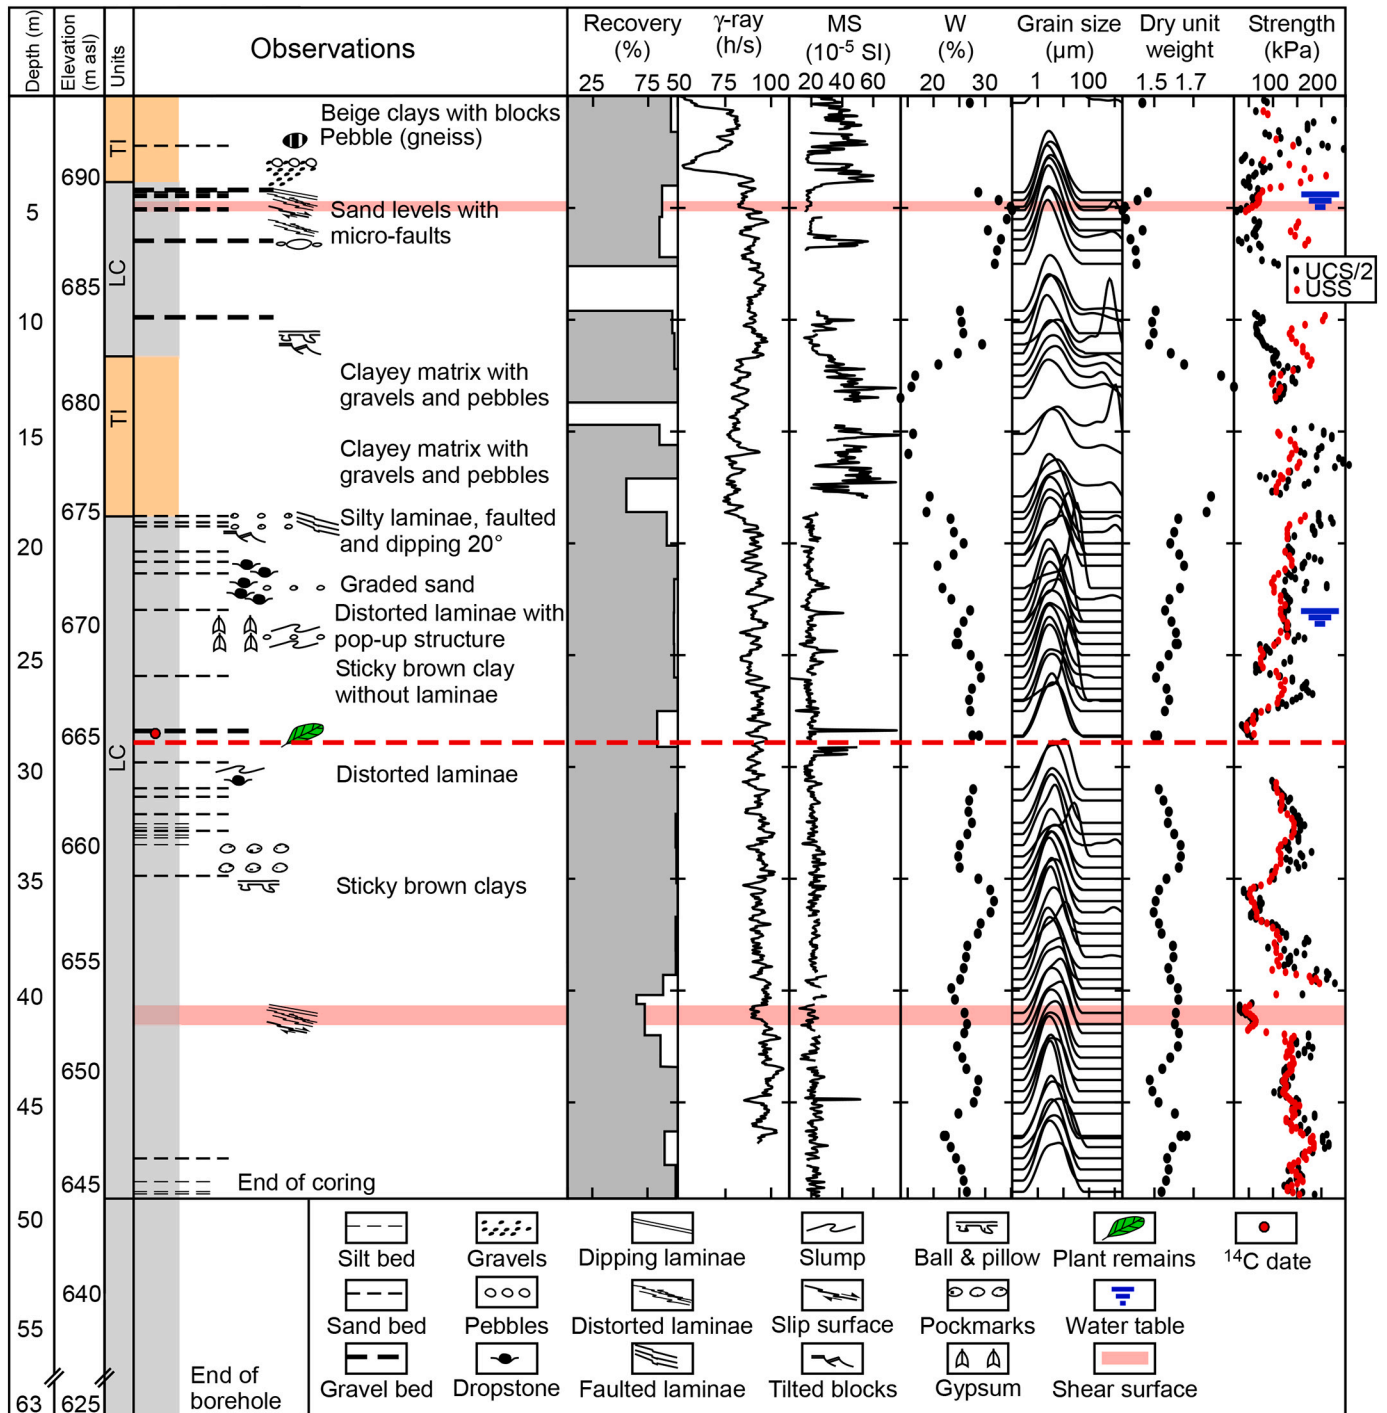 Depth (m)
Elevation (m asl)
Units
Observations
Recovery (%)
γ-ray (h/s)
MS (10⁻⁵ SI)
W (%)
Grain size (µm)
Dry unit weight
Strength (kPa)
25 75 50 75 100 20 40 60 20 30 1 100 1.5 1.7 100 200
TI
Beige clays with blocks
Pebble (gneiss)
690
5
Sand levels with
micro-faults
LC
UCS/2
USS
685
10
Clayey matrix with
gravels and pebbles
680
TI
15
Clayey matrix with
gravels and pebbles
675
Silty laminae, faulted
and dipping 20°
20
Graded sand
Distorted laminae with
670
pop-up structure
25
Sticky brown clay
without laminae
665
LC
30
Distorted laminae
660
35
Sticky brown clays
655
40
650
45
645
End of coring
50
Silt bed
Gravels
Dipping laminae
Slump
Ball & pillow
Plant remains
¹⁴C date
640
55
Sand bed
Pebbles
Distorted laminae
Slip surface
Pockmarks
Water table
End of
borehole
63
625
Gravel bed
Dropstone
Faulted laminae
Tilted blocks
Gypsum
Shear surface